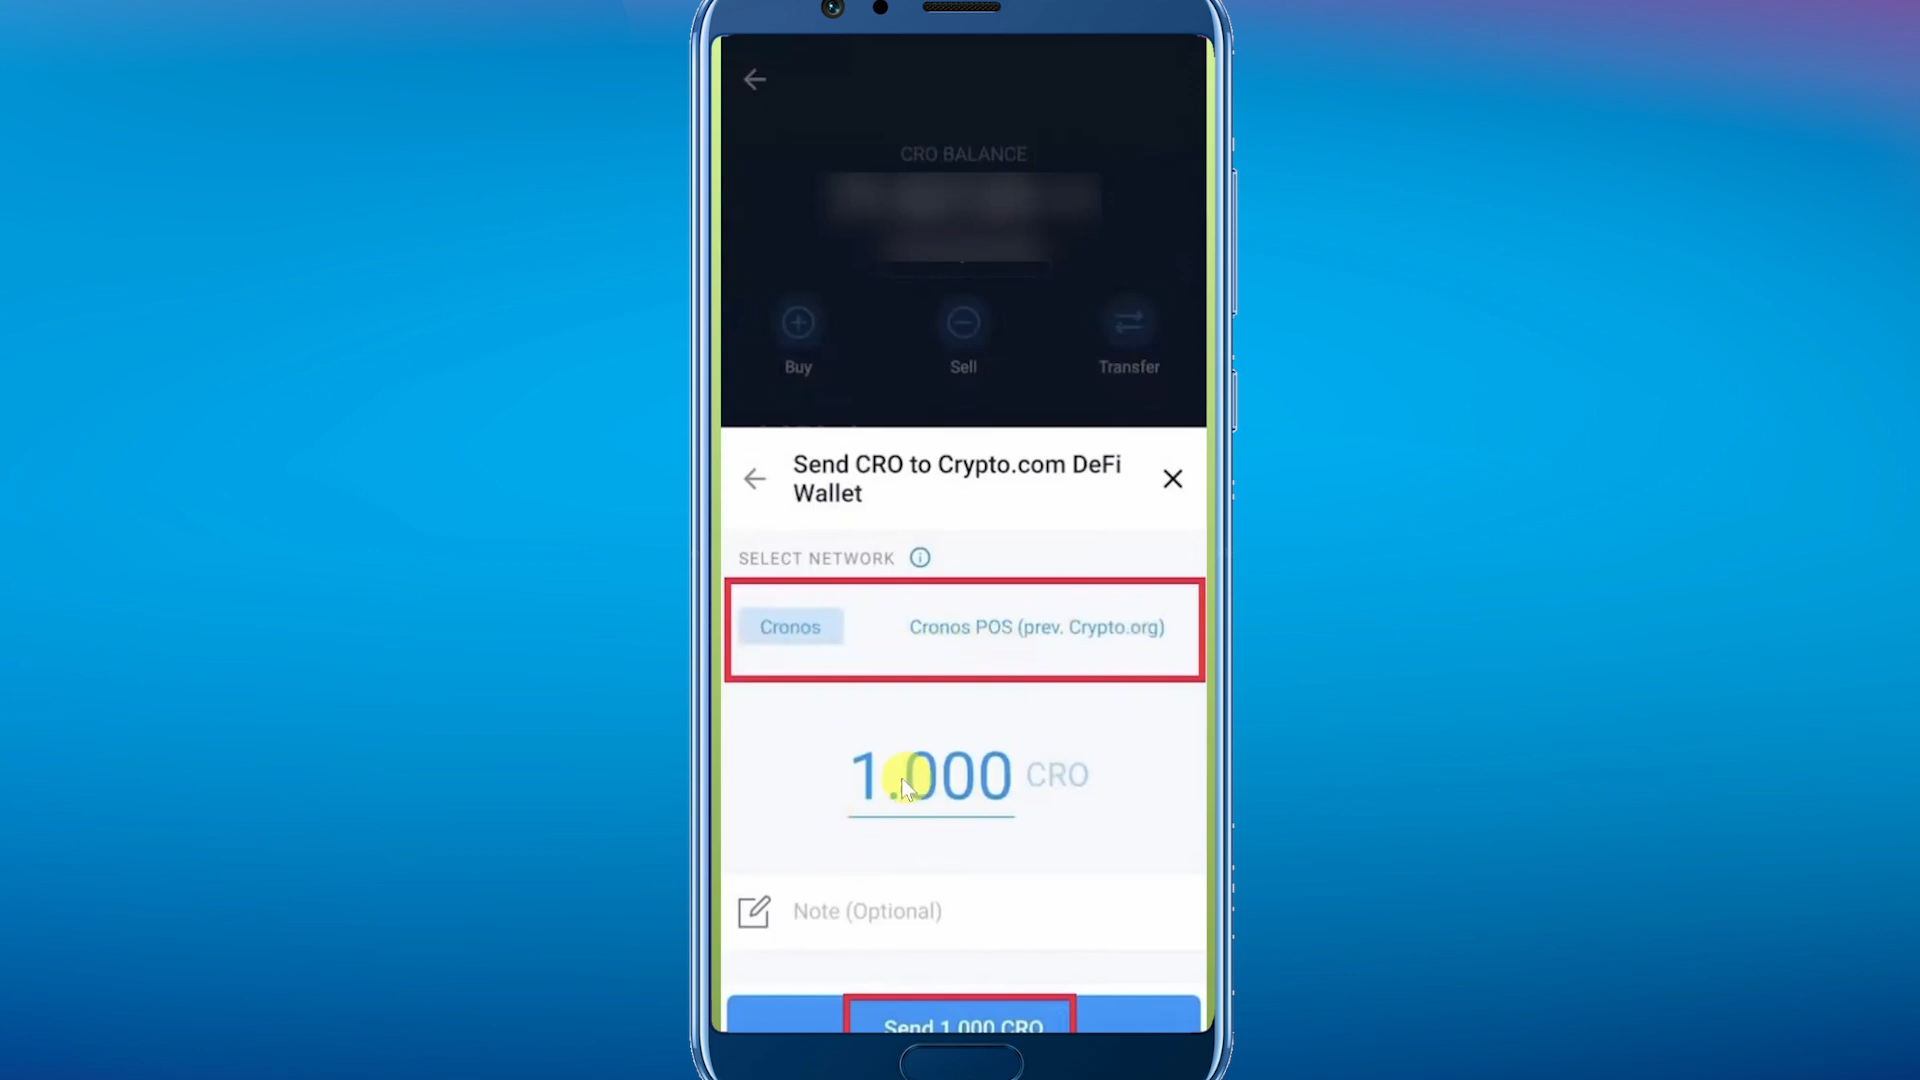 CRO BALANCE
Buy
Sell
Transfer
Send CRO to Crypto.com DeFi
Wallet
SELECT NETWORK
Cronos
Cronos POS (prev. Crypto.org)
1.000 CRO
Note (Optional)
Send 1.000 CRO